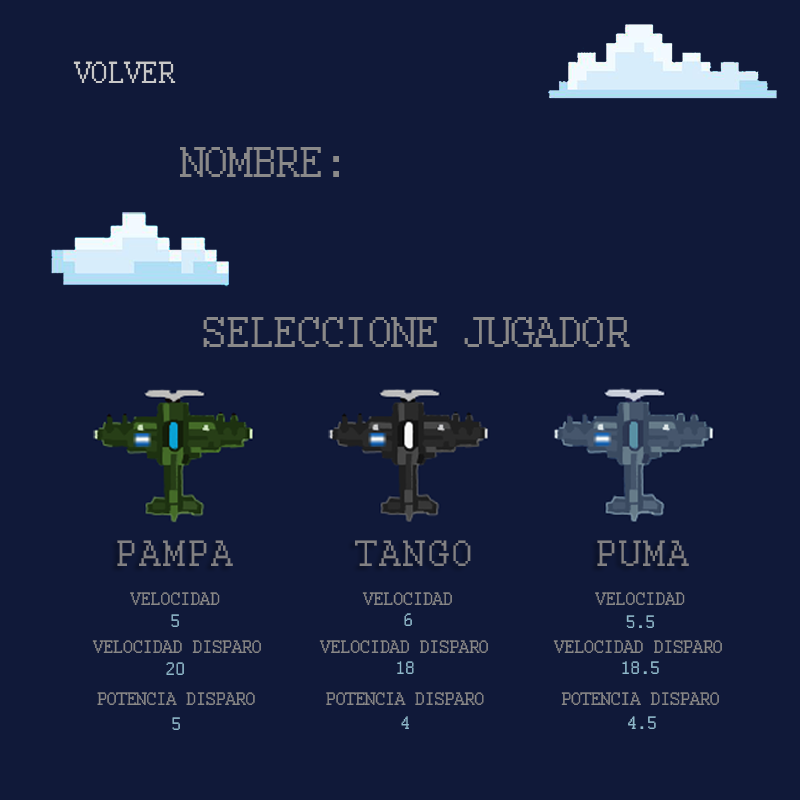 VOLVER
NOMBRE:
SELECCIONE JUGADOR
PAMPA TANGO PUMA
VELOCIDAD VELOCIDAD VELOCIDAD
5 6 5.5
VELOCIDAD DISPARO VELOCIDAD DISPARO VELOCIDAD DISPARO
20 18 18.5
POTENCIA DISPARO POTENCIA DISPARO POTENCIA DISPARO
5 4 4.5